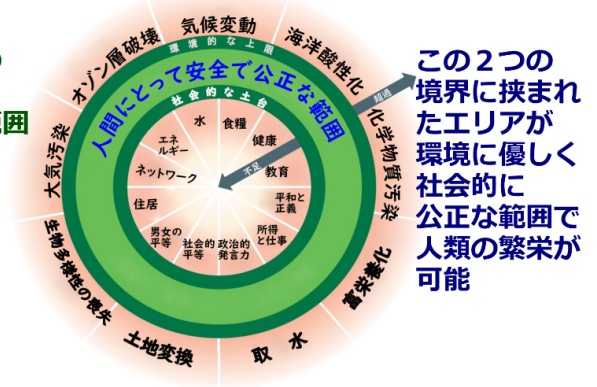 の
範囲
気候変動
海洋酸性化
化学物質汚染
富栄養化
取水
土地変換
生物多様性の喪失
大気汚染
オゾン層破壊
環境的な上限
人間にとって安全で公正な範囲
社会的な土台
超過
不足
水
食糧
健康
教育
平和と
正義
所得
と仕事
政治的
発言力
社会的
平等
男女の
平等
住居
ネットワーク
エネ
ルギー
この２つの
境界に挟まれ
たエリアが
環境に優しく
社会的に
公正な範囲で
人類の繁栄が
可能